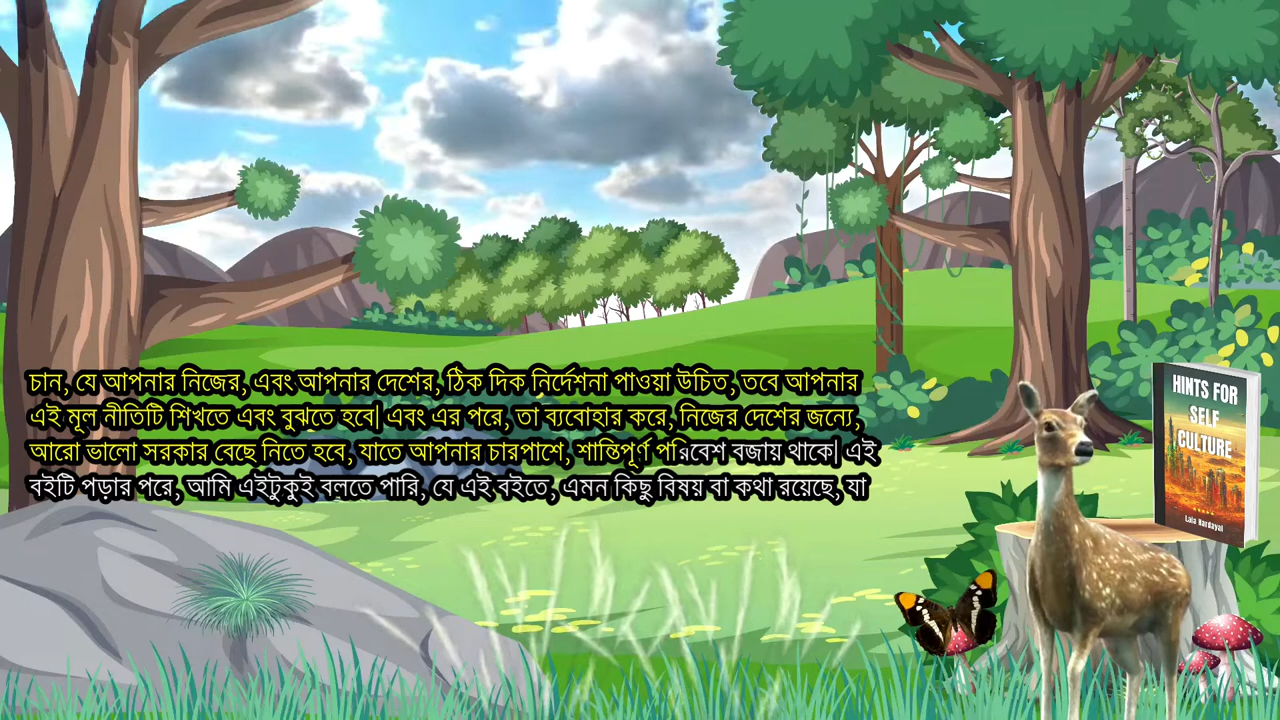 চান, যে আপনার নিজের, এবং আপনার দেশের, ঠিক দিক নির্দেশনা পাওয়া উচিত, তবে আপনার
এই মূল নীতিটি শিখতে এবং বুঝতে হবে| এবং এর পরে, তা ব্যবোহার করে, নিজের দেশের জন্যে,
আরো ভালো সরকার বেছে নিতে হবে, যাতে আপনার চারপাশে, শান্তিপূর্ণ পরিবেশ বজায় থাকে| এই
বইটি পড়ার পরে, আমি এইটুকুই বলতে পারি, যে এই বইতে, এমন কিছু বিষয় বা কথা রয়েছে, যা
HINTS FOR
SELF
CULTURE
Lala Hardayal